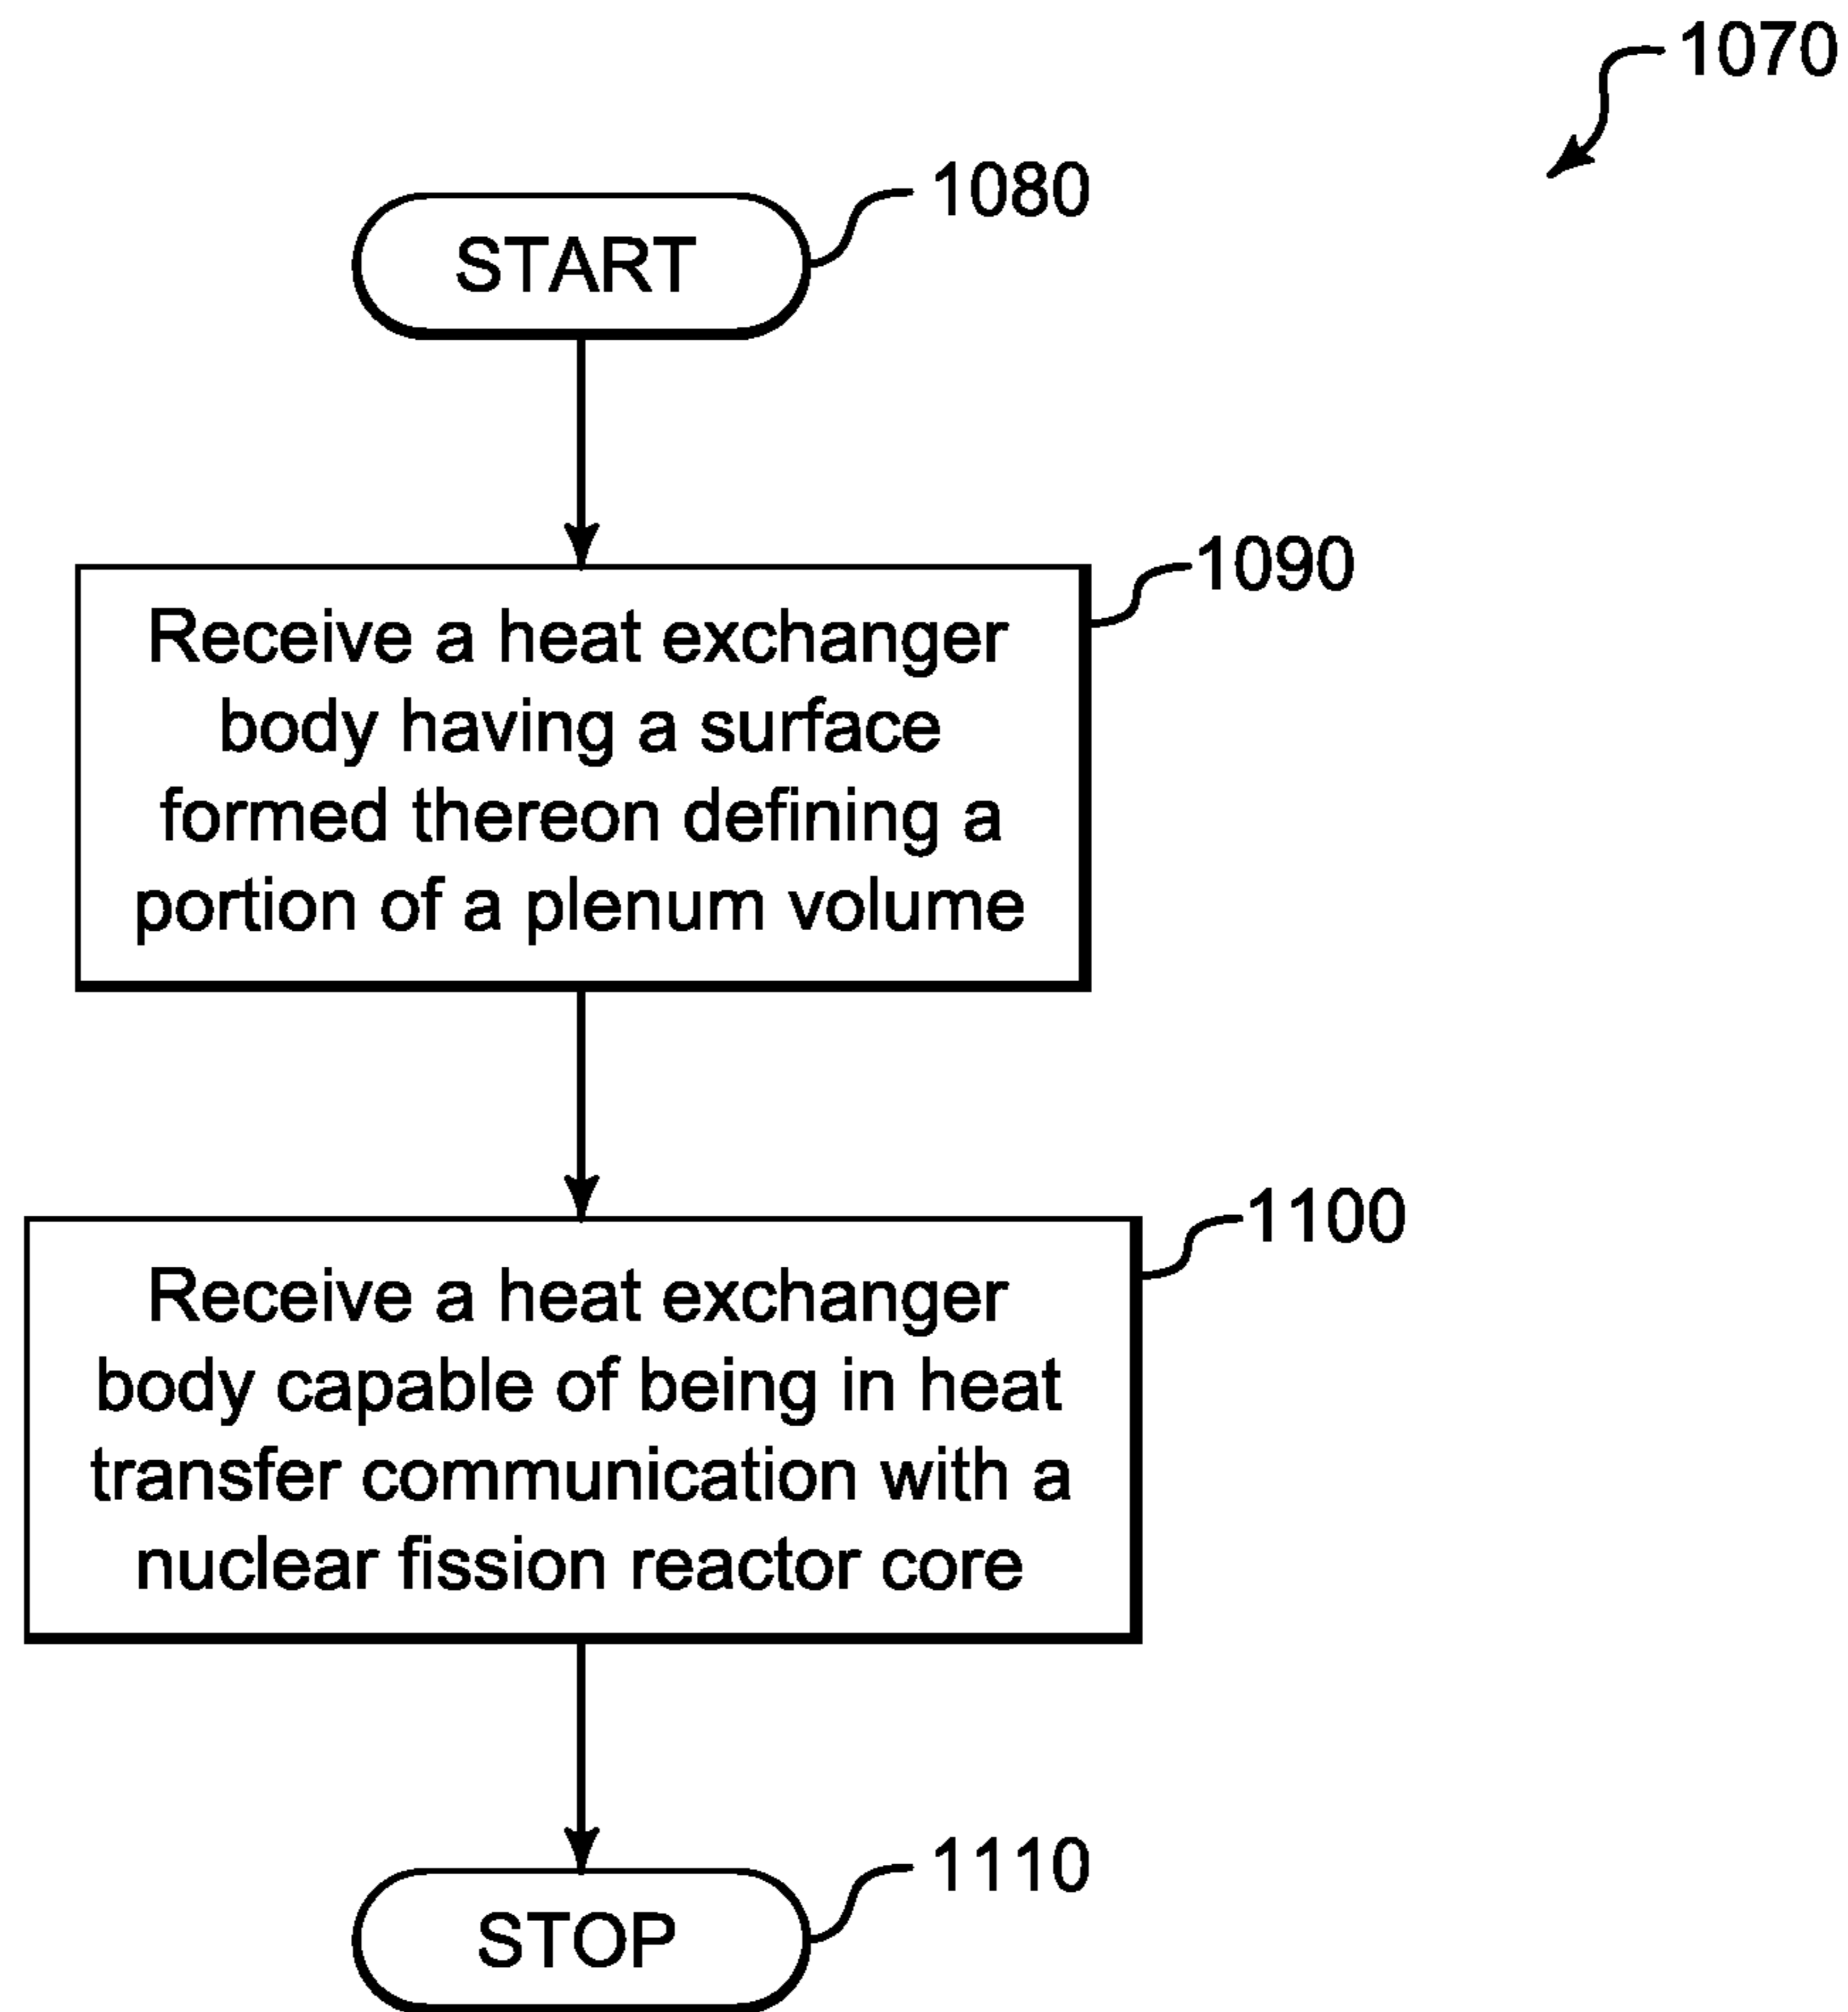 1070
1080
START
1090
Receive a heat exchanger
body having a surface
formed thereon defining a
portion of a plenum volume
1100
Receive a heat exchanger
body capable of being in heat
transfer communication with a
nuclear fission reactor core
1110
STOP